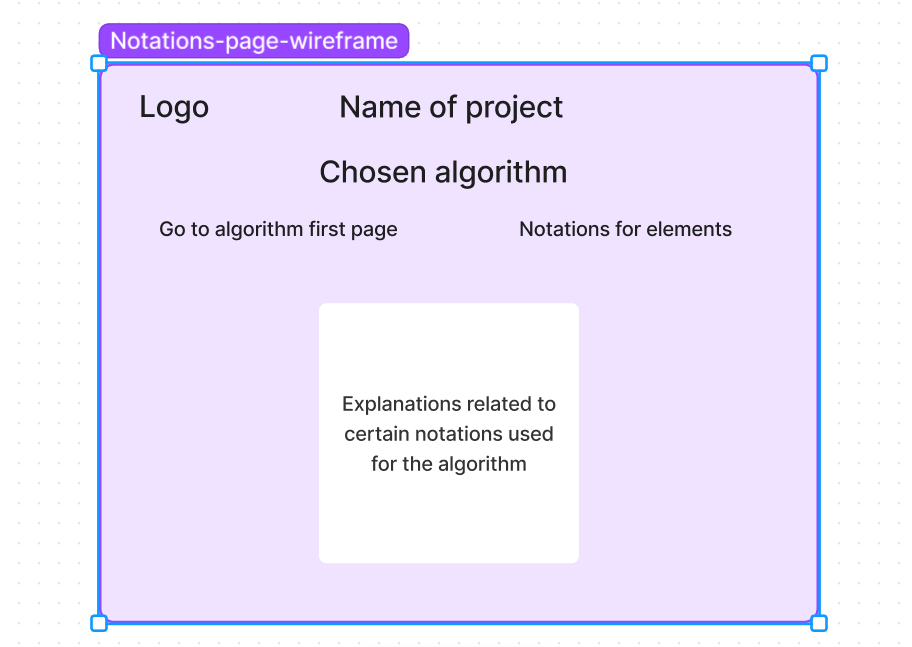 Notations-page-wireframe
Logo
Name of project
Chosen algorithm
Go to algorithm first page
Notations for elements
Explanations related to
certain notations used
for the algorithm